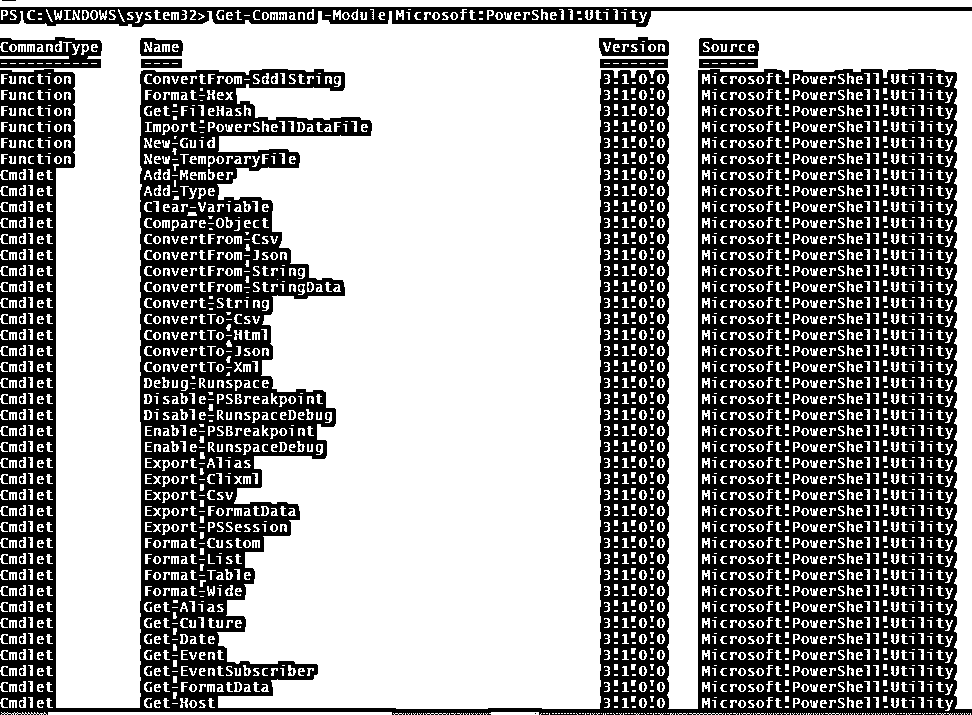 PS C:\WINDOWS\system32> Get-Command -Module Microsoft.PowerShell.Utility
CommandType Name Version Source
----------- ---- ------- ------
Function ConvertFrom-SddlString 3.1.0.0 Microsoft.PowerShell.Utility
Function Format-Hex 3.1.0.0 Microsoft.PowerShell.Utility
Function Get-FileHash 3.1.0.0 Microsoft.PowerShell.Utility
Function Import-PowerShellDataFile 3.1.0.0 Microsoft.PowerShell.Utility
Function New-Guid 3.1.0.0 Microsoft.PowerShell.Utility
Function New-TemporaryFile 3.1.0.0 Microsoft.PowerShell.Utility
Cmdlet Add-Member 3.1.0.0 Microsoft.PowerShell.Utility
Cmdlet Add-Type 3.1.0.0 Microsoft.PowerShell.Utility
Cmdlet Clear-Variable 3.1.0.0 Microsoft.PowerShell.Utility
Cmdlet Compare-Object 3.1.0.0 Microsoft.PowerShell.Utility
Cmdlet ConvertFrom-Csv 3.1.0.0 Microsoft.PowerShell.Utility
Cmdlet ConvertFrom-Json 3.1.0.0 Microsoft.PowerShell.Utility
Cmdlet ConvertFrom-String 3.1.0.0 Microsoft.PowerShell.Utility
Cmdlet ConvertFrom-StringData 3.1.0.0 Microsoft.PowerShell.Utility
Cmdlet Convert-String 3.1.0.0 Microsoft.PowerShell.Utility
Cmdlet ConvertTo-Csv 3.1.0.0 Microsoft.PowerShell.Utility
Cmdlet ConvertTo-Html 3.1.0.0 Microsoft.PowerShell.Utility
Cmdlet ConvertTo-Json 3.1.0.0 Microsoft.PowerShell.Utility
Cmdlet ConvertTo-Xml 3.1.0.0 Microsoft.PowerShell.Utility
Cmdlet Debug-Runspace 3.1.0.0 Microsoft.PowerShell.Utility
Cmdlet Disable-PSBreakpoint 3.1.0.0 Microsoft.PowerShell.Utility
Cmdlet Disable-RunspaceDebug 3.1.0.0 Microsoft.PowerShell.Utility
Cmdlet Enable-PSBreakpoint 3.1.0.0 Microsoft.PowerShell.Utility
Cmdlet Enable-RunspaceDebug 3.1.0.0 Microsoft.PowerShell.Utility
Cmdlet Export-Alias 3.1.0.0 Microsoft.PowerShell.Utility
Cmdlet Export-Clixml 3.1.0.0 Microsoft.PowerShell.Utility
Cmdlet Export-Csv 3.1.0.0 Microsoft.PowerShell.Utility
Cmdlet Export-FormatData 3.1.0.0 Microsoft.PowerShell.Utility
Cmdlet Export-PSSession 3.1.0.0 Microsoft.PowerShell.Utility
Cmdlet Format-Custom 3.1.0.0 Microsoft.PowerShell.Utility
Cmdlet Format-List 3.1.0.0 Microsoft.PowerShell.Utility
Cmdlet Format-Table 3.1.0.0 Microsoft.PowerShell.Utility
Cmdlet Format-Wide 3.1.0.0 Microsoft.PowerShell.Utility
Cmdlet Get-Alias 3.1.0.0 Microsoft.PowerShell.Utility
Cmdlet Get-Culture 3.1.0.0 Microsoft.PowerShell.Utility
Cmdlet Get-Date 3.1.0.0 Microsoft.PowerShell.Utility
Cmdlet Get-Event 3.1.0.0 Microsoft.PowerShell.Utility
Cmdlet Get-EventSubscriber 3.1.0.0 Microsoft.PowerShell.Utility
Cmdlet Get-FormatData 3.1.0.0 Microsoft.PowerShell.Utility
Cmdlet Get-Host 3.1.0.0 Microsoft.PowerShell.Utility